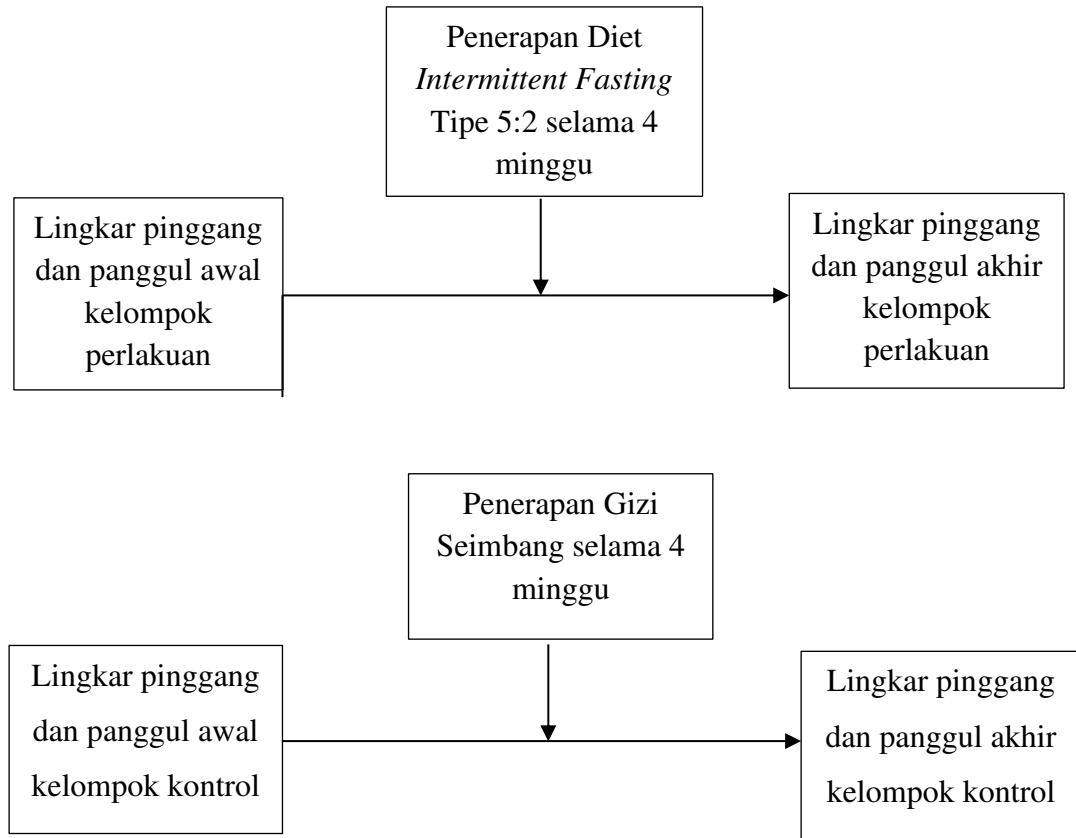 Penerapan Diet
Intermittent Fasting
Tipe 5:2 selama 4
minggu
Lingkar pinggang
dan panggul awal
kelompok
perlakuan
Lingkar pinggang
dan panggul akhir
kelompok
perlakuan
Penerapan Gizi
Seimbang selama 4
minggu
Lingkar pinggang
dan panggul awal
kelompok kontrol
Lingkar pinggang
dan panggul akhir
kelompok kontrol